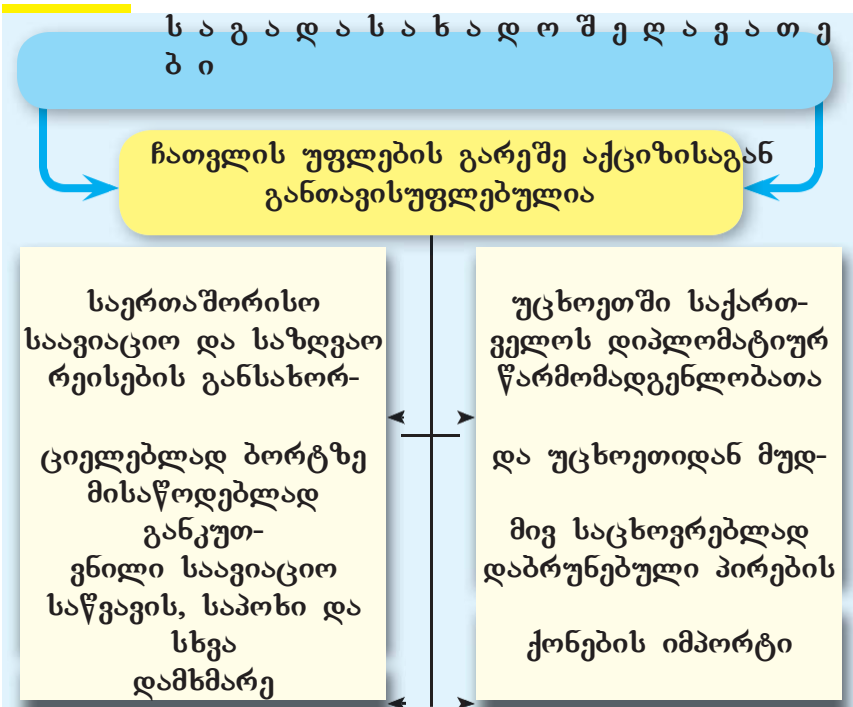 ს ა გ ა დ ა ს ა ხ ა დ ო შ ე ღ ა ვ ა თ ე
ბ ი
ჩათვლის უფლების გარეშე აქციზისაგან
განთავისუფლებულია
საერთაშორისო
საავიაციო და საზღვაო
რეისების განსახორ-
ციელებლად ბორტზე
მისაწოდებლად
განკუთ-
ვნილი საავიაციო
საწვავის, საპოხი და
სხვა
დამხმარე
უცხოეთში საქართ-
ველოს დიპლომატიურ
წარმომადგენლობათა
და უცხოეთიდან მუდ-
მივ საცხოვრებლად
დაბრუნებული პირების
ქონების იმპორტი